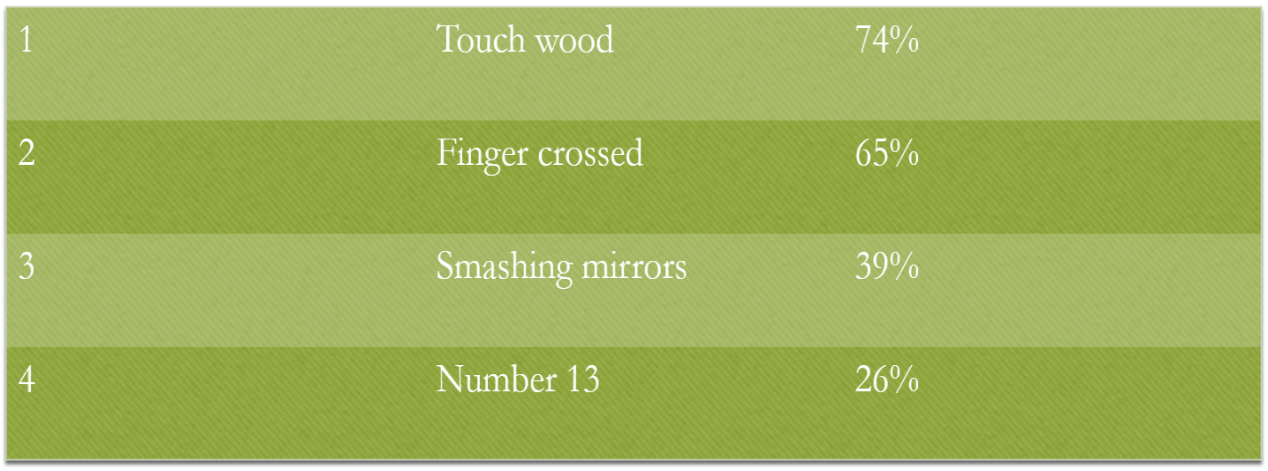 1 Touch wood 74%
2 Finger crossed 65%
3 Smashing mirrors 39%
4 Number 13 26%